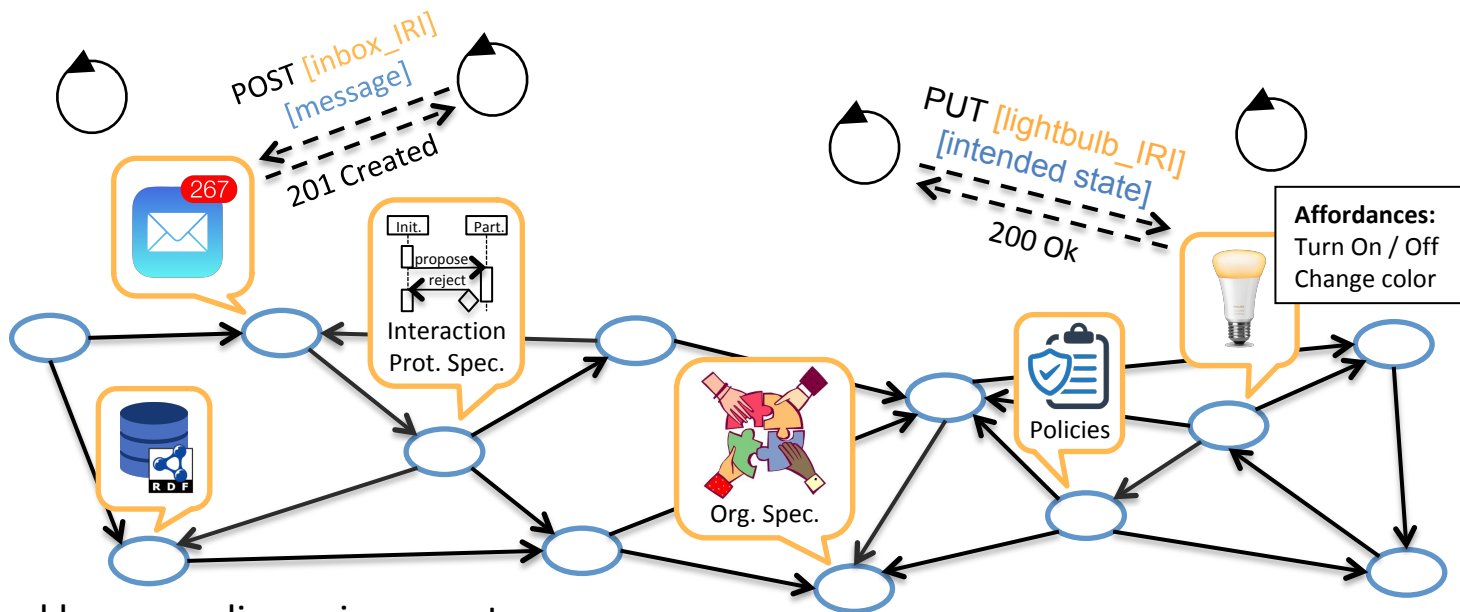 POST [inbox_IRI]
[message]
201 Created
PUT [lightbulb_IRI]
[intended state]
200 Ok
267
Init.
Part.
propose
reject
Interaction
Prot. Spec.
Affordances:
Turn On / Off
Change color
Policies
RDF
Org. Spec.